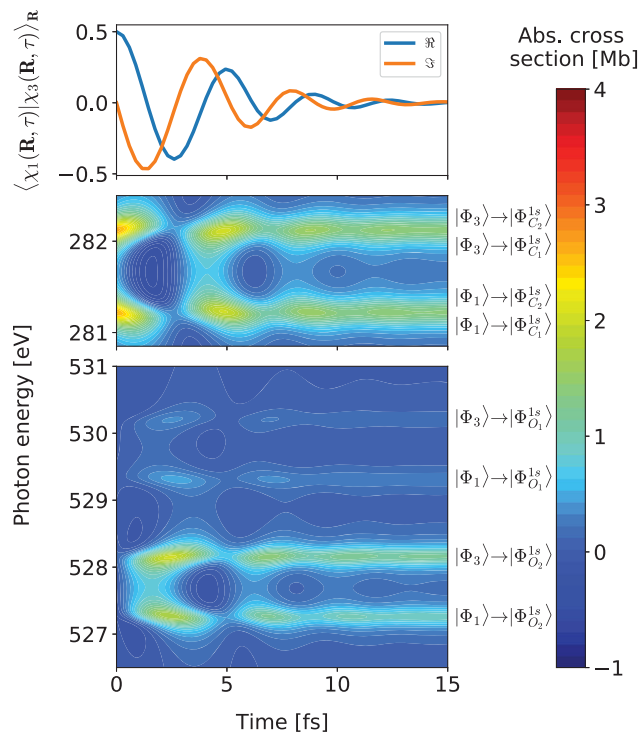 Abs. cross
section [Mb]
⟨χ₁(R, τ)|χ₃(R, τ)⟩_R
0.5
0.0
−0.5
ℜ
ℑ
282
281
|Φ₃⟩→|Φ^{1s}_{C₂}⟩
|Φ₃⟩→|Φ^{1s}_{C₁}⟩
|Φ₁⟩→|Φ^{1s}_{C₂}⟩
|Φ₁⟩→|Φ^{1s}_{C₁}⟩
Photon energy [eV]
531
530
529
528
527
|Φ₃⟩→|Φ^{1s}_{O₁}⟩
|Φ₁⟩→|Φ^{1s}_{O₁}⟩
|Φ₃⟩→|Φ^{1s}_{O₂}⟩
|Φ₁⟩→|Φ^{1s}_{O₂}⟩
0 5 10 15
Time [fs]
4
3
2
1
0
−1